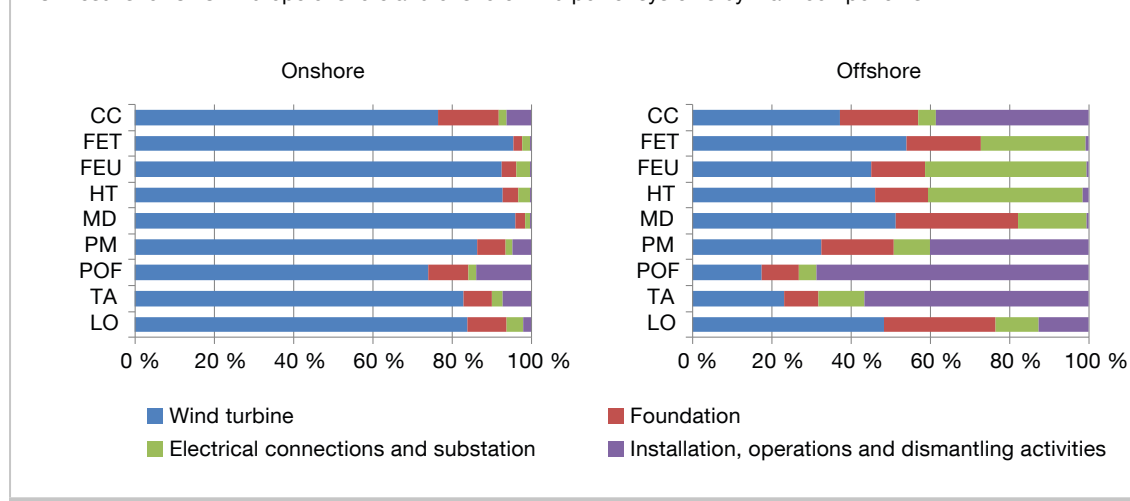 Onshore
Offshore
CC
FET
FEU
HT
MD
PM
POF
TA
LO
0 % 20 % 40 % 60 % 80 % 100 %
CC
FET
FEU
HT
MD
PM
POF
TA
LO
0 % 20 % 40 % 60 % 80 % 100 %
Wind turbine
Foundation
Electrical connections and substation
Installation, operations and dismantling activities